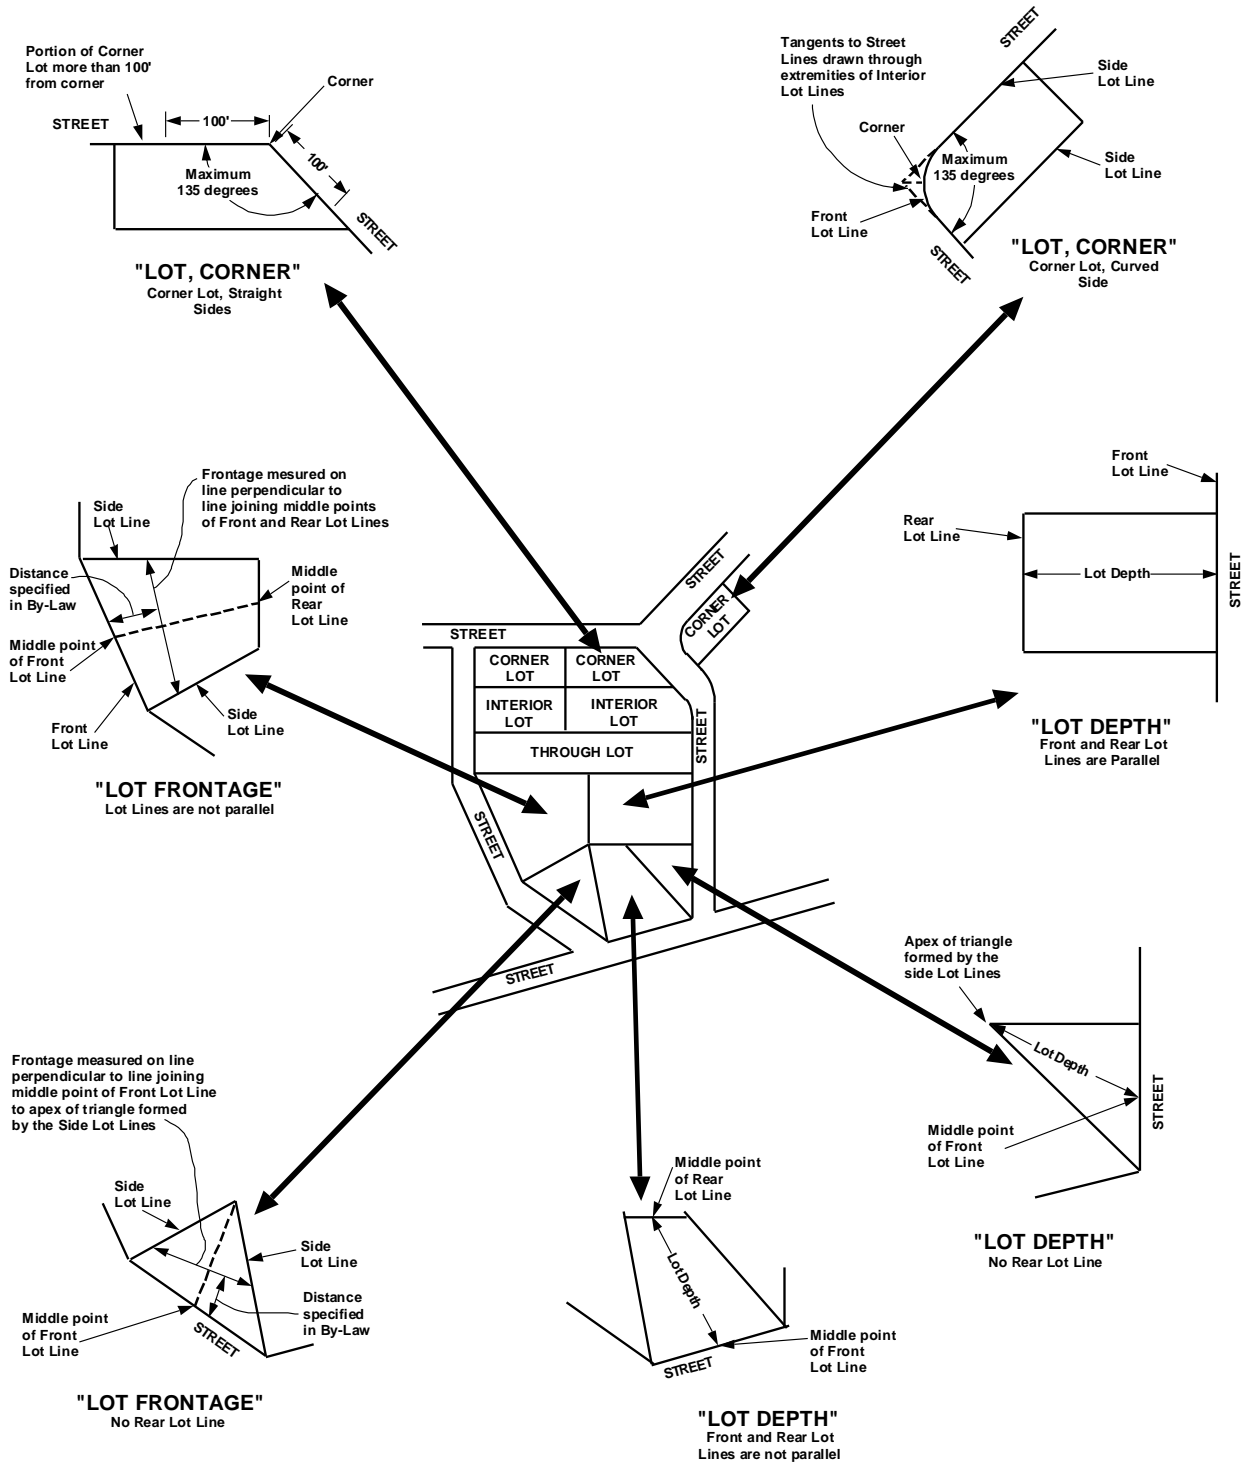 Portion of Corner
Lot more than 100'
from corner
Corner
STREET
100'
100'
Maximum
135 degrees
STREET
"LOT, CORNER"
Corner Lot, Straight
Sides
STREET
Tangents to Street
Lines drawn through
extremities of Interior
Lot Lines
Side
Lot Line
Corner
Maximum
135 degrees
Side
Lot Line
Front
Lot Line
STREET
"LOT, CORNER"
Corner Lot, Curved
Side
Frontage mesured on
line perpendicular to
line joining middle points
of Front and Rear Lot Lines
Side
Lot Line
Distance
specified
in By-Law
Middle
point of
Rear
Lot Line
Middle point
of Front
Lot Line
Front
Lot Line
Side
Lot Line
"LOT FRONTAGE"
Lot Lines are not parallel
Front
Lot Line
Rear
Lot Line
Lot Depth
STREET
"LOT DEPTH"
Front and Rear Lot
Lines are Parallel
STREET
STREET
CORNER
LOT
CORNER
LOT
CORNER
LOT
INTERIOR
LOT
INTERIOR
LOT
THROUGH LOT
STREET
STREET
STREET
Apex of triangle
formed by the
side Lot Lines
Lot Depth
STREET
Middle point
of Front
Lot Line
"LOT DEPTH"
No Rear Lot Line
Frontage measured on line
perpendicular to line joining
middle point of Front Lot Line
to apex of triangle formed
by the Side Lot Lines
Side
Lot Line
Side
Lot Line
Distance
specified
in By-Law
Middle point
of Front
Lot Line
STREET
"LOT FRONTAGE"
No Rear Lot Line
Middle point
of Rear
Lot Line
Lot Depth
Middle point
of Front
Lot Line
STREET
"LOT DEPTH"
Front and Rear Lot
Lines are not parallel